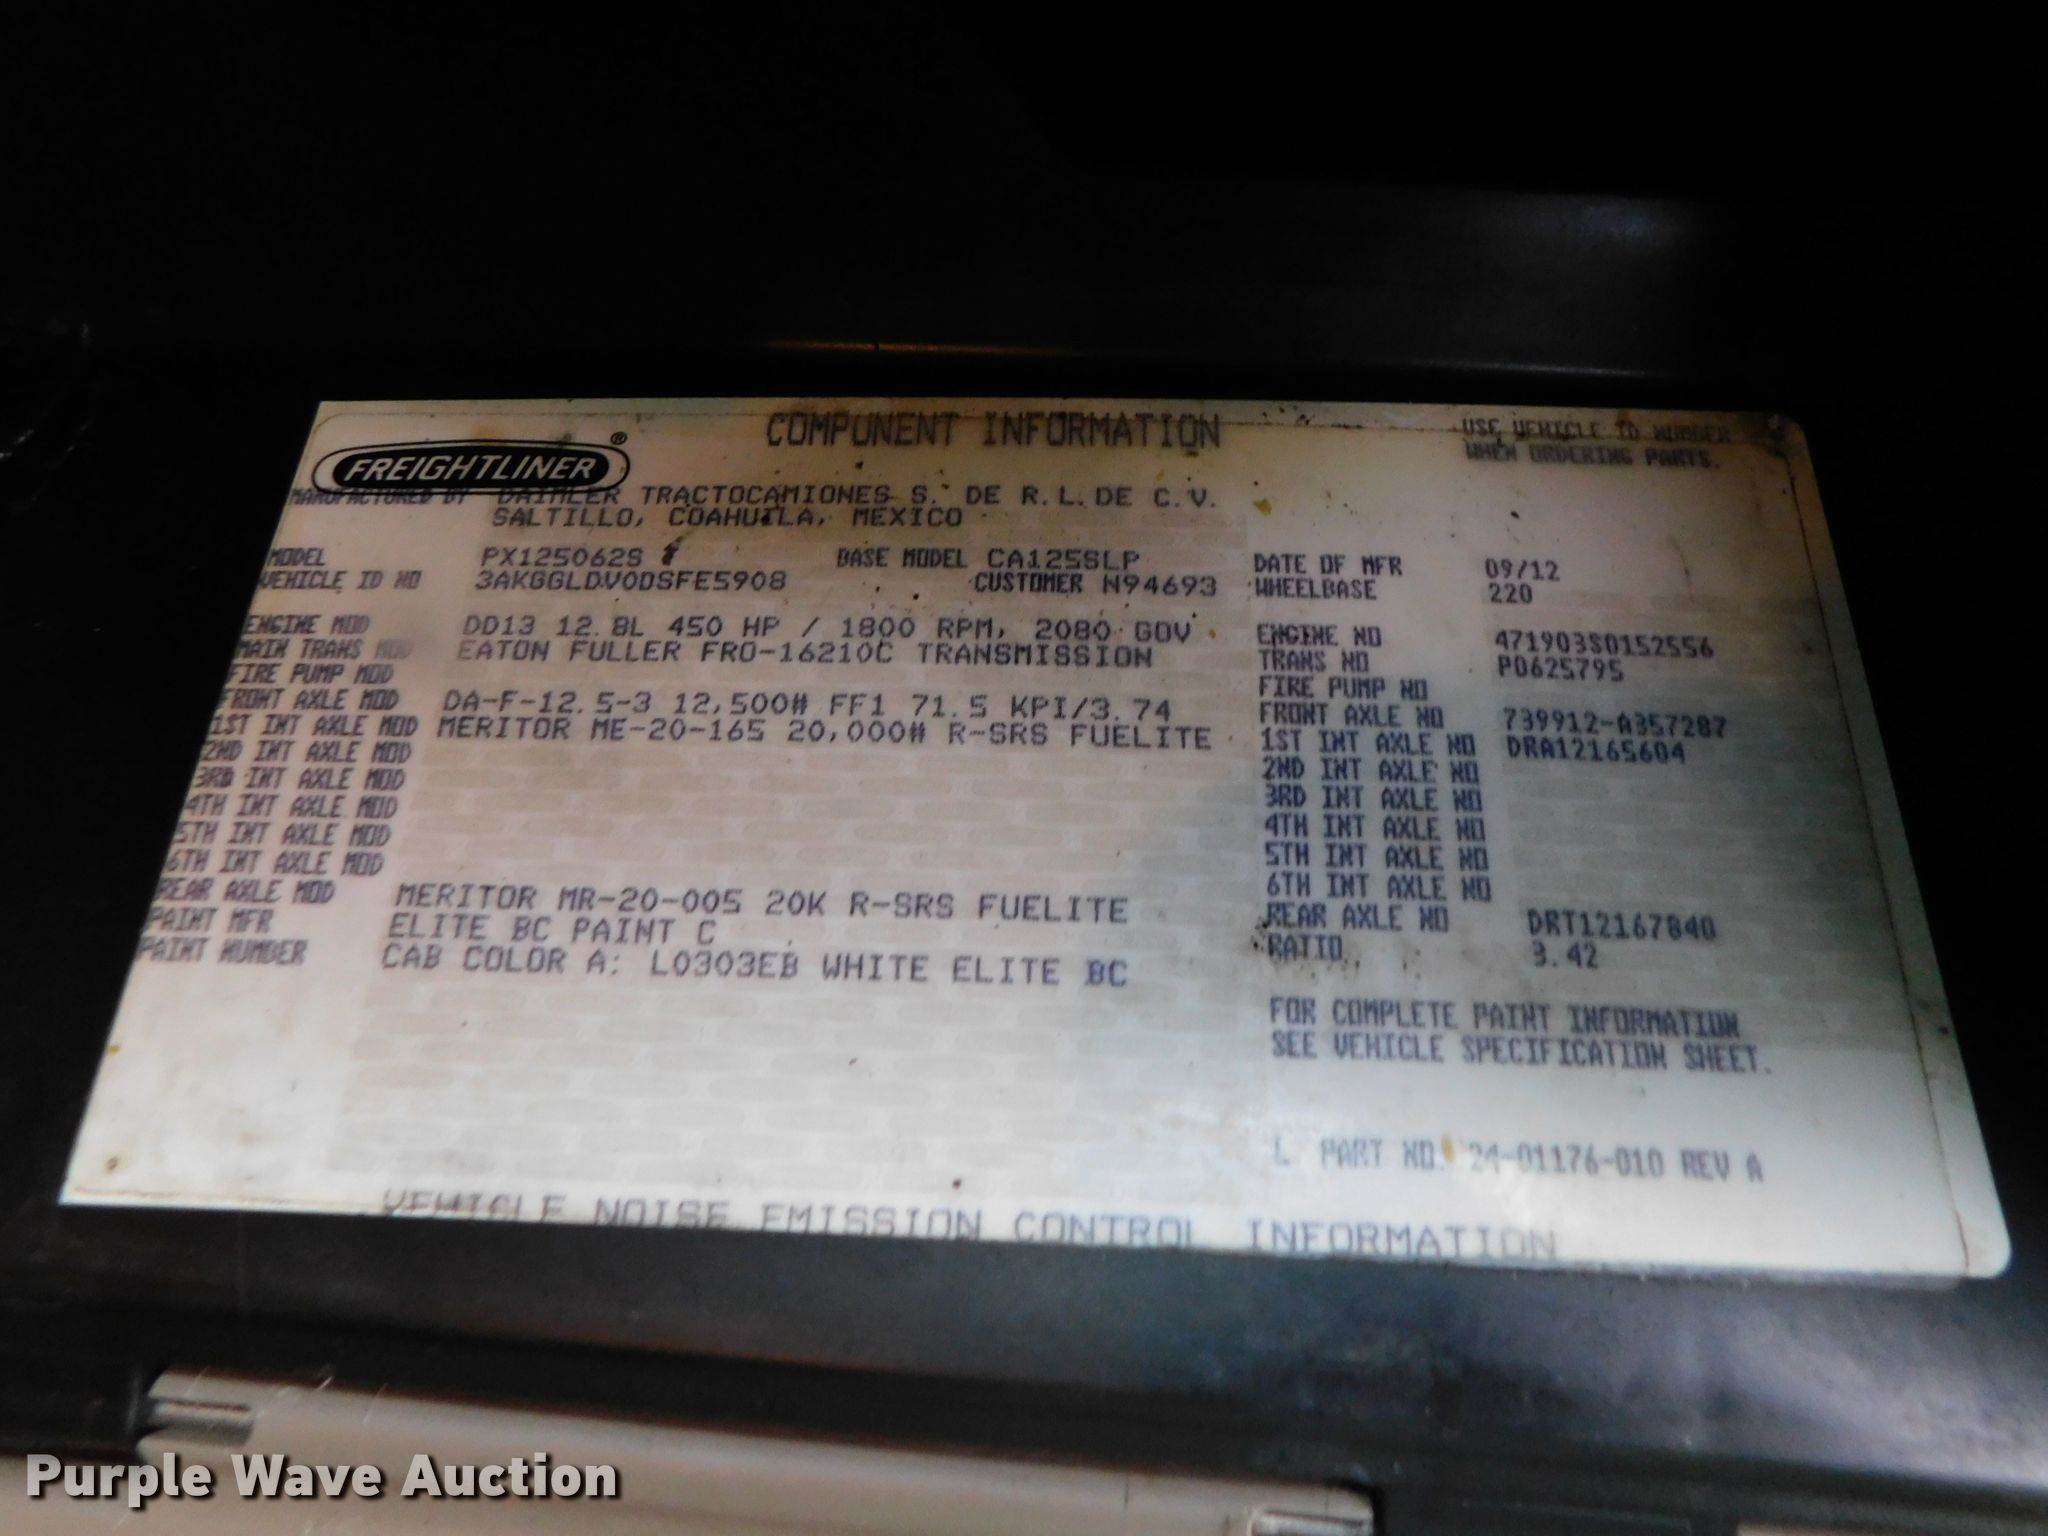 COMPONENT INFORMATION
USE VEHICLE ID NUMBER
WHEN ORDERING PARTS.
FREIGHTLINER®
MANUFACTURED BY DAIMLER TRACTOCAMIONES S. DE R.L. DE C.V.
SALTILLO, COAHUILA, MEXICO
MODEL PX125062S BASE MODEL CA125SLP DATE OF MFR 09/12
VEHICLE ID NO 3AKGGLDV0DSFE5908 CUSTOMER N94693 WHEELBASE 220
ENGINE MOD DD13 12.8L 450 HP / 1800 RPM, 2080 GOV ENGINE NO 471903S0152556
MAIN TRANS MOD EATON FULLER FRO-16210C TRANSMISSION TRANS NO P0625795
FIRE PUMP MOD FIRE PUMP NO
FRONT AXLE MOD DA-F-12.5-3 12,500# FF1 71.5 KPI/3.74 FRONT AXLE NO 739912-A357287
1ST INT AXLE MOD MERITOR ME-20-165 20,000# R-SRS FUELITE 1ST INT AXLE NO DRA12165604
2ND INT AXLE MOD 2ND INT AXLE NO
3RD INT AXLE MOD 3RD INT AXLE NO
4TH INT AXLE MOD 4TH INT AXLE NO
5TH INT AXLE MOD 5TH INT AXLE NO
6TH INT AXLE MOD 6TH INT AXLE NO
REAR AXLE MOD MERITOR MR-20-005 20K R-SRS FUELITE REAR AXLE NO DRT12167840
PAINT MFR ELITE BC PAINT C RATIO 3.42
PAINT NUMBER CAB COLOR A: L0303EB WHITE ELITE BC
FOR COMPLETE PAINT INFORMATION
SEE VEHICLE SPECIFICATION SHEET.
L PART NO. 24-01176-010 REV A
VEHICLE NOISE EMISSION CONTROL INFORMATION
Purple Wave Auction